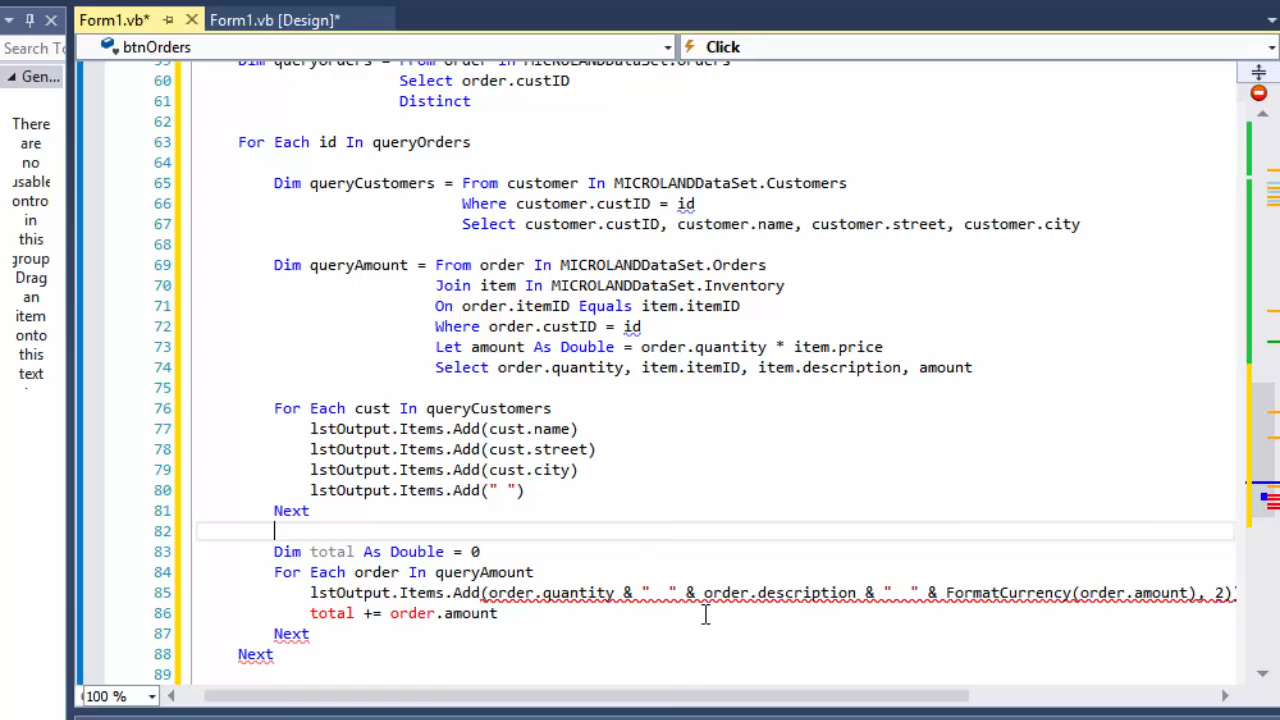 Form1.vb*
Form1.vb [Design]*
Search
btnOrders
Click
Gen...
There
are
no
in
this
group
Drag
an
item
onto
this
text
59 Dim queryOrders = From order In MICROLANDDataSet.Orders
60 Select order.custID
61 Distinct
62
63 For Each id In queryOrders
64
65 Dim queryCustomers = From customer In MICROLANDDataSet.Customers
66 Where customer.custID = id
67 Select customer.custID, customer.name, customer.street, customer.city
68
69 Dim queryAmount = From order In MICROLANDDataSet.Orders
70 Join item In MICROLANDDataSet.Inventory
71 On order.itemID Equals item.itemID
72 Where order.custID = id
73 Let amount As Double = order.quantity * item.price
74 Select order.quantity, item.itemID, item.description, amount
75
76 For Each cust In queryCustomers
77 lstOutput.Items.Add(cust.name)
78 lstOutput.Items.Add(cust.street)
79 lstOutput.Items.Add(cust.city)
80 lstOutput.Items.Add(" ")
81 Next
82
83 Dim total As Double = 0
84 For Each order In queryAmount
85 lstOutput.Items.Add(order.quantity & "  " & order.description & "  " & FormatCurrency(order.amount), 2)
86 total += order.amount
87 Next
88 Next
89
100 %